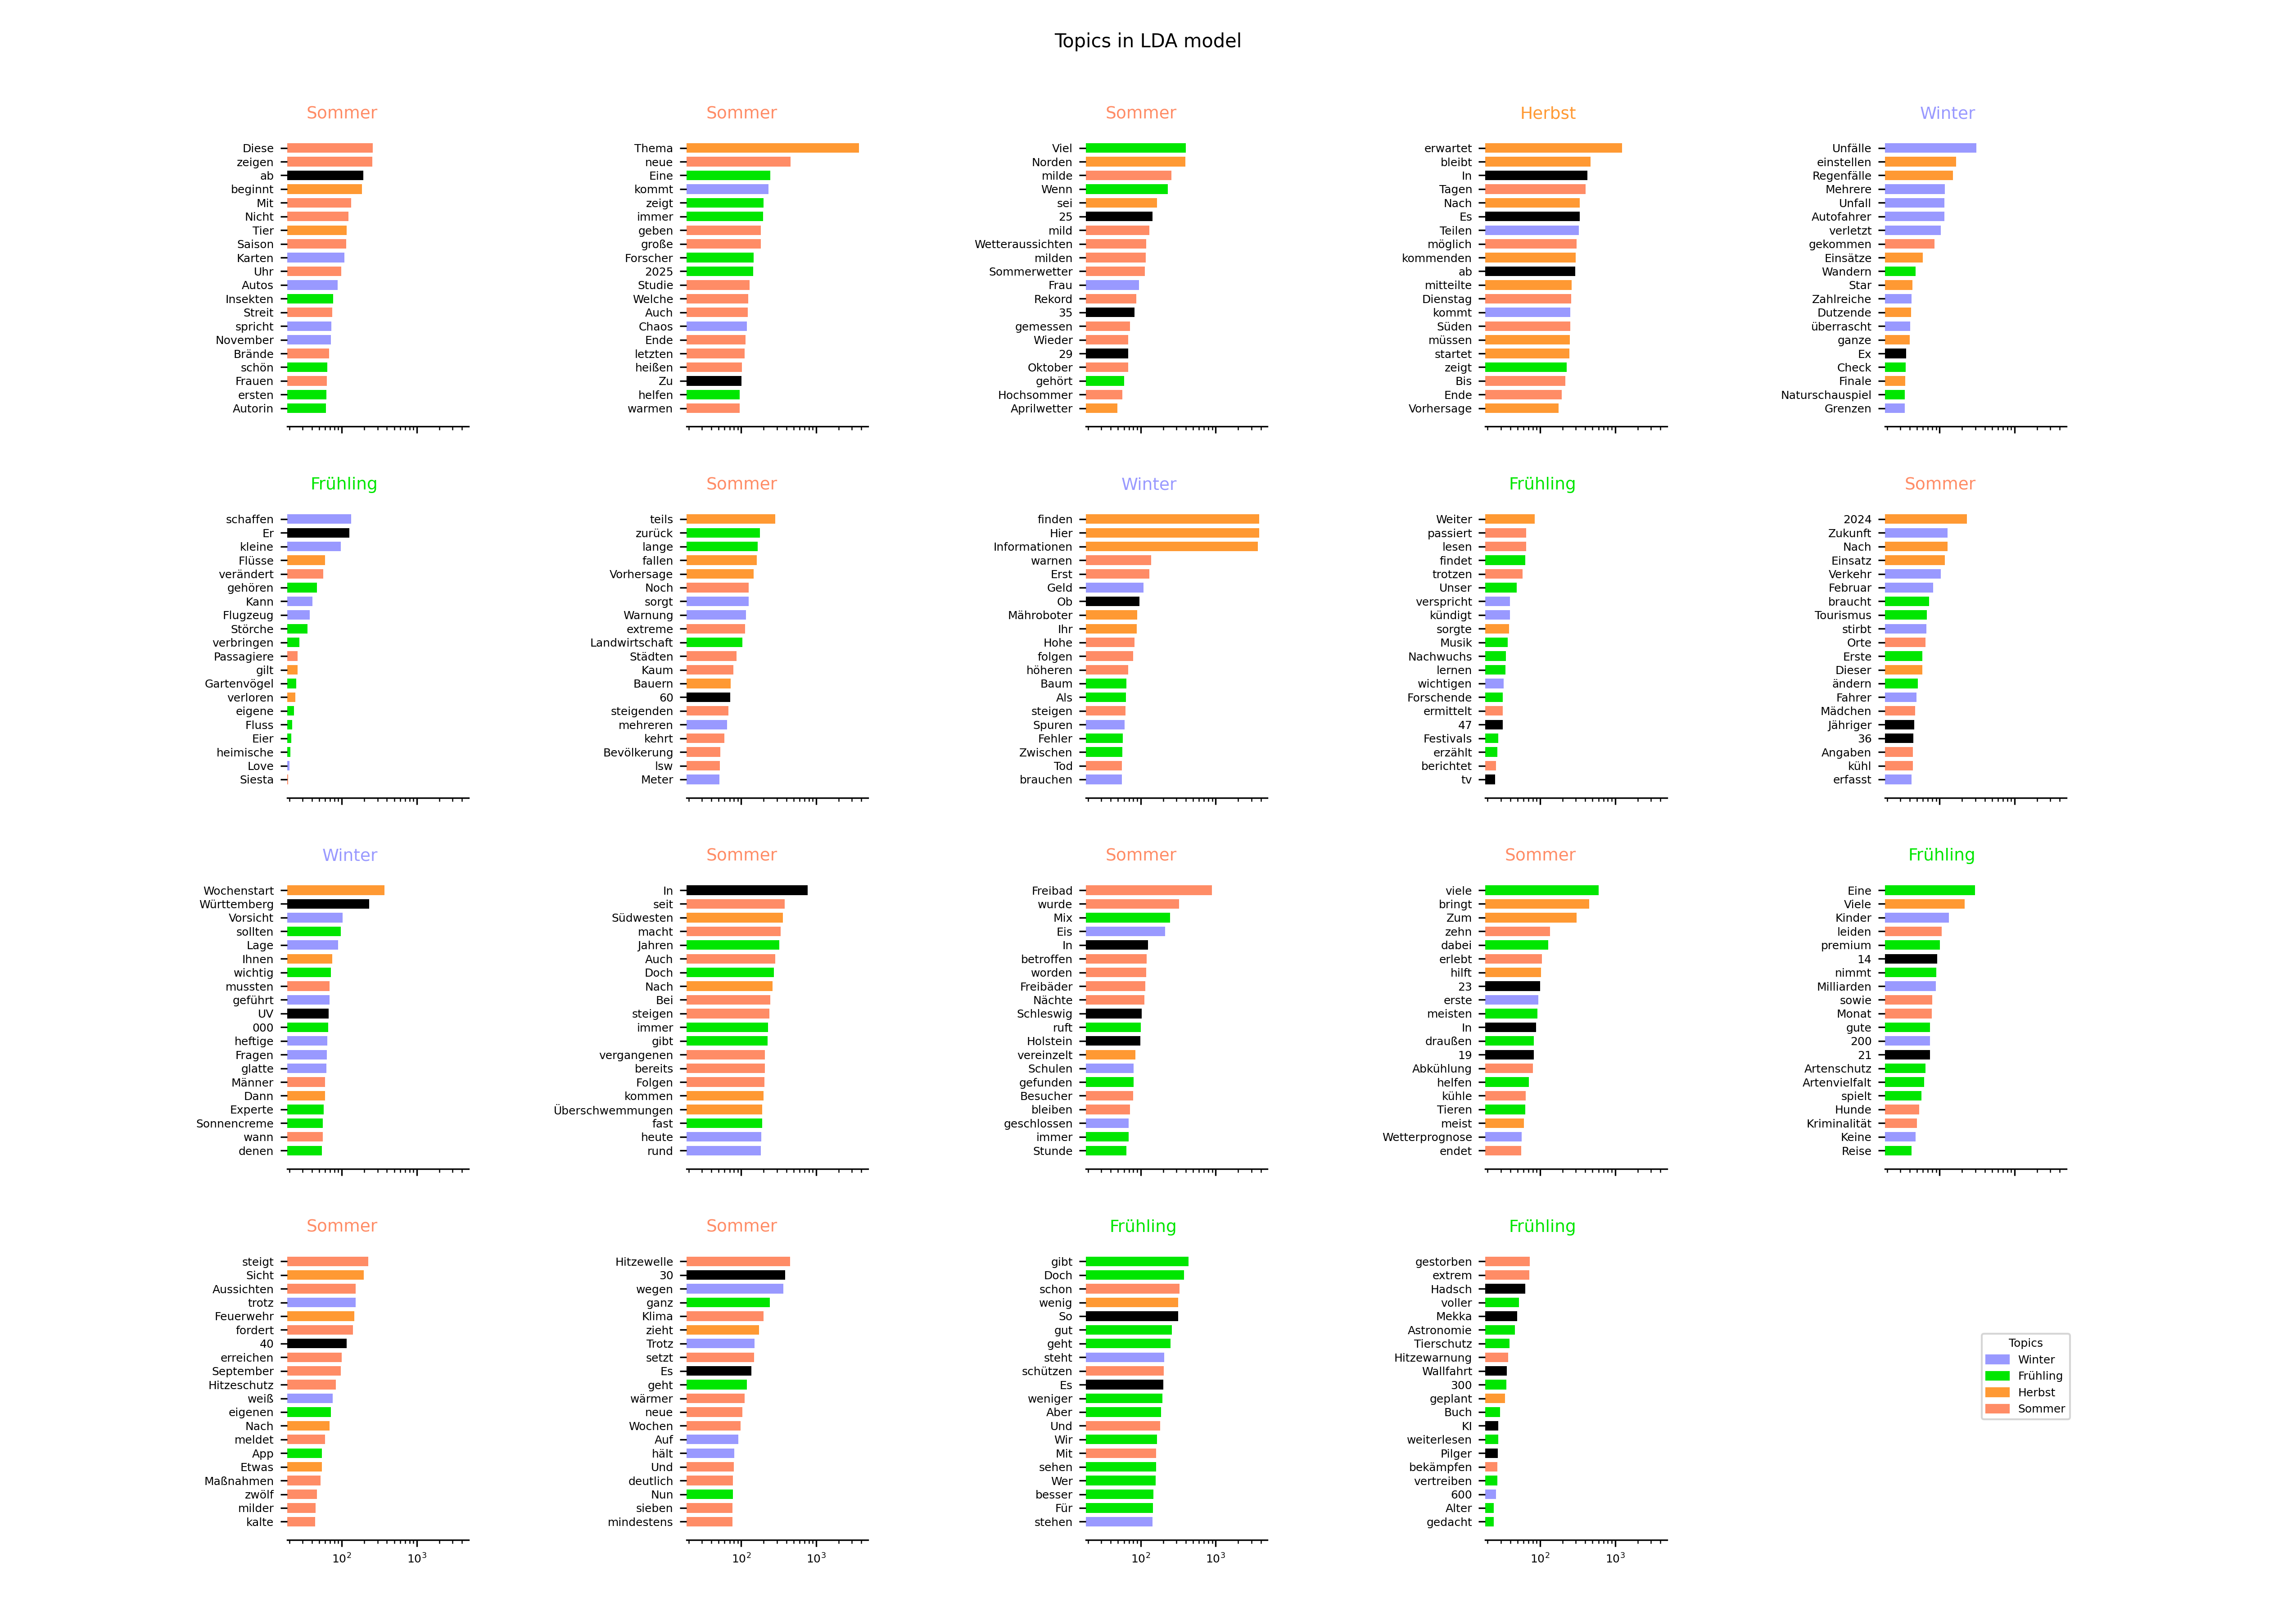 Topics in LDA model
Sommer
Diese
zeigen
ab
beginnt
Mit
Nicht
Tier
Saison
Karten
Uhr
Autos
Insekten
Streit
spricht
November
Brände
schön
Frauen
ersten
Autorin
Sommer
Thema
neue
Eine
kommt
zeigt
immer
geben
große
Forscher
2025
Studie
Welche
Auch
Chaos
Ende
letzten
heißen
Zu
helfen
warmen
Sommer
Viel
Norden
milde
Wenn
sei
25
mild
Wetteraussichten
milden
Sommerwetter
Frau
Rekord
35
gemessen
Wieder
29
Oktober
gehört
Hochsommer
Aprilwetter
Herbst
erwartet
bleibt
In
Tagen
Nach
Es
Teilen
möglich
kommenden
ab
mitteilte
Dienstag
kommt
Süden
müssen
startet
zeigt
Bis
Ende
Vorhersage
Winter
Unfälle
einstellen
Regenfälle
Mehrere
Unfall
Autofahrer
verletzt
gekommen
Einsätze
Wandern
Star
Zahlreiche
Dutzende
überrascht
ganze
Ex
Check
Finale
Naturschauspiel
Grenzen
Frühling
schaffen
Er
kleine
Flüsse
verändert
gehören
Kann
Flugzeug
Störche
verbringen
Passagiere
gilt
Gartenvögel
verloren
eigene
Fluss
Eier
heimische
Love
Siesta
Sommer
teils
zurück
lange
fallen
Vorhersage
Noch
sorgt
Warnung
extreme
Landwirtschaft
Städten
Kaum
Bauern
60
steigenden
mehreren
kehrt
Bevölkerung
lsw
Meter
Winter
finden
Hier
Informationen
warnen
Erst
Geld
Ob
Mähroboter
Ihr
Hohe
folgen
höheren
Baum
Als
steigen
Spuren
Fehler
Zwischen
Tod
brauchen
Frühling
Weiter
passiert
lesen
findet
trotzen
Unser
verspricht
kündigt
sorgte
Musik
Nachwuchs
lernen
wichtigen
Forschende
ermittelt
47
Festivals
erzählt
berichtet
tv
Sommer
2024
Zukunft
Nach
Einsatz
Verkehr
Februar
braucht
Tourismus
stirbt
Orte
Erste
Dieser
ändern
Fahrer
Mädchen
Jähriger
36
Angaben
kühl
erfasst
Winter
Wochenstart
Württemberg
Vorsicht
sollten
Lage
Ihnen
wichtig
mussten
geführt
UV
000
heftige
Fragen
glatte
Männer
Dann
Experte
Sonnencreme
wann
denen
Sommer
In
seit
Südwesten
macht
Jahren
Auch
Doch
Nach
Bei
steigen
immer
gibt
vergangenen
bereits
Folgen
kommen
Überschwemmungen
fast
heute
rund
Sommer
Freibad
wurde
Mix
Eis
In
betroffen
worden
Freibäder
Nächte
Schleswig
ruft
Holstein
vereinzelt
Schulen
gefunden
Besucher
bleiben
geschlossen
immer
Stunde
Sommer
viele
bringt
Zum
zehn
dabei
erlebt
hilft
23
erste
meisten
In
draußen
19
Abkühlung
helfen
kühle
Tieren
meist
Wetterprognose
endet
Frühling
Eine
Viele
Kinder
leiden
premium
14
nimmt
Milliarden
sowie
Monat
gute
200
21
Artenschutz
Artenvielfalt
spielt
Hunde
Kriminalität
Keine
Reise
Sommer
steigt
Sicht
Aussichten
trotz
Feuerwehr
fordert
40
erreichen
September
Hitzeschutz
weiß
eigenen
Nach
meldet
App
Etwas
Maßnahmen
zwölf
milder
kalte
10² 10³
Sommer
Hitzewelle
30
wegen
ganz
Klima
zieht
Trotz
setzt
Es
geht
wärmer
neue
Wochen
Auf
hält
Und
deutlich
Nun
sieben
mindestens
10² 10³
Frühling
gibt
Doch
schon
wenig
So
gut
geht
steht
schützen
Es
weniger
Aber
Und
Wir
Mit
sehen
Wer
besser
Für
stehen
10² 10³
Frühling
gestorben
extrem
Hadsch
voller
Mekka
Astronomie
Tierschutz
Hitzewarnung
Wallfahrt
300
geplant
Buch
KI
weiterlesen
Pilger
bekämpfen
vertreiben
600
Alter
gedacht
10² 10³
Topics
Winter
Frühling
Herbst
Sommer